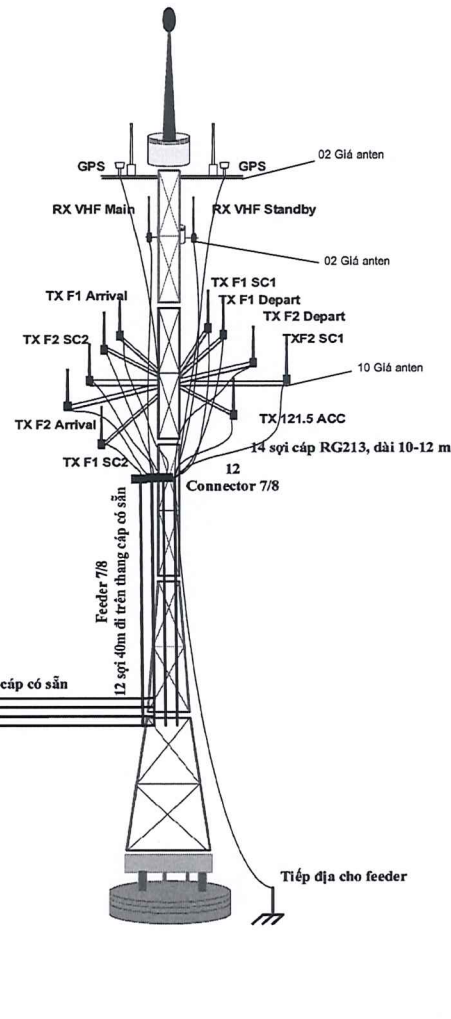 02 Giá anten
GPS
GPS
RX VHF Main
RX VHF Standby
02 Giá anten
TX F1 SC1
TX F1 Arrival
TX F1 Depart
TX F2 Depart
TX F2 SC2
TXF2 SC1
10 Giá anten
TX F2 Arrival
TX 121.5 ACC
14 sợi cáp RG213, dài 10-12 m
TX F1 SC2
12
Connector 7/8
Feeder 7/8
12 sợi 40m đi trên thang cáp có sẵn
cáp có sẵn
Tiếp địa cho feeder